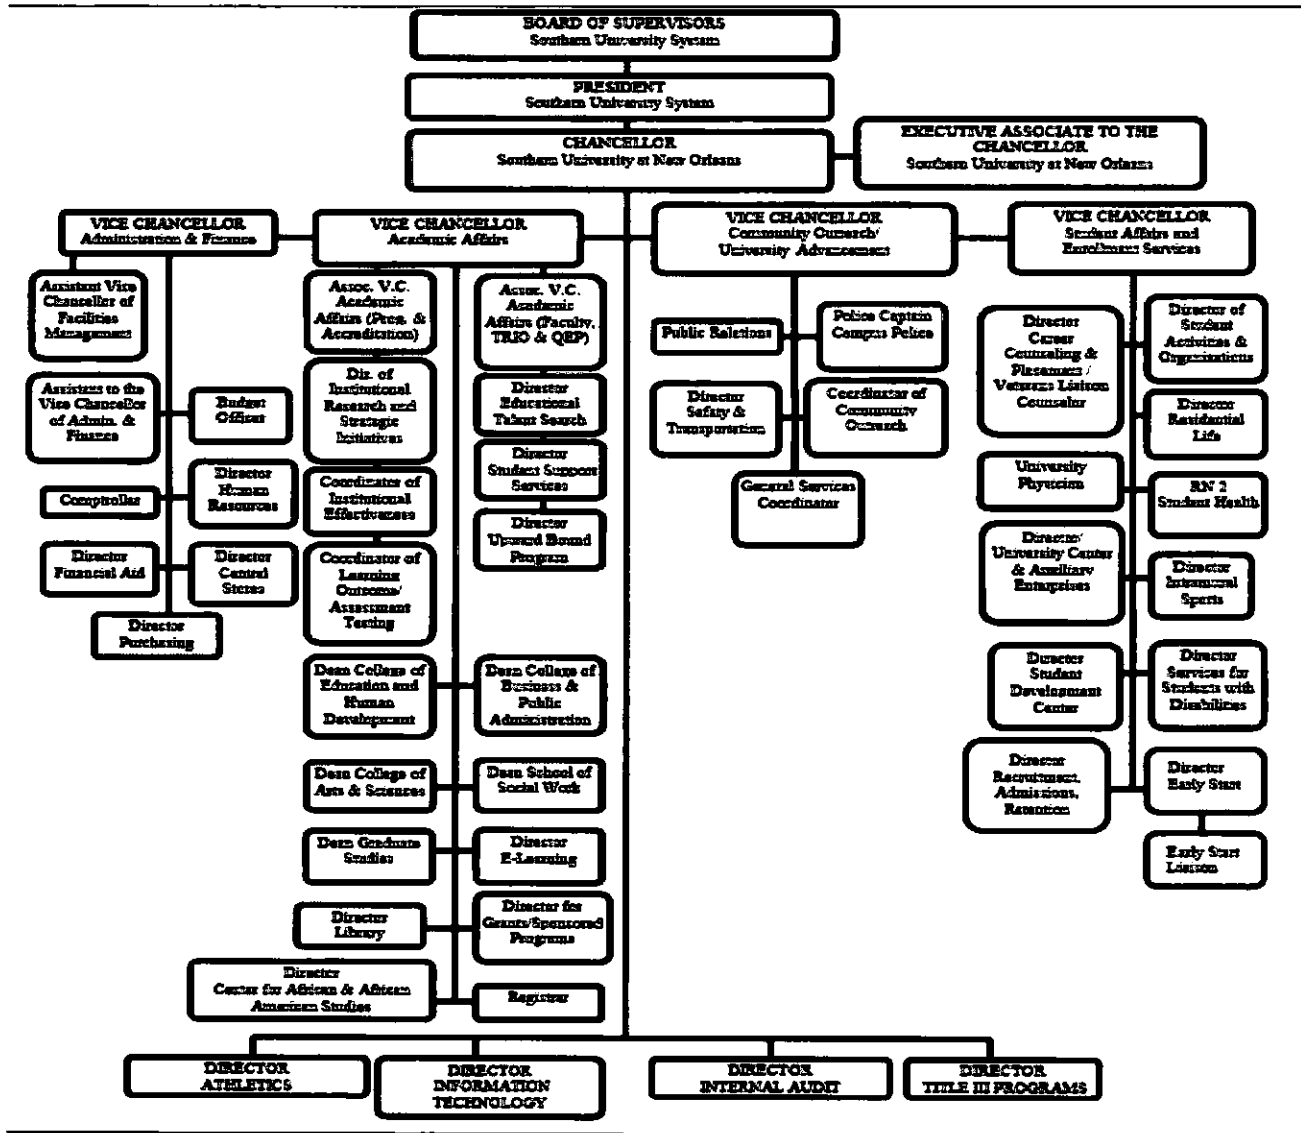 BOARD OF SUPERVISORS
Southern University System
PRESIDENT
Southern University System
CHANCELLOR
Southern University at New Orleans
EXECUTIVE ASSOCIATE TO THE
CHANCELLOR
Southern University at New Orleans
VICE CHANCELLOR
Administration & Finance
VICE CHANCELLOR
Academic Affairs
VICE CHANCELLOR
Community Outreach/
University Advancement
VICE CHANCELLOR
Student Affairs and
Enrollment Services
Assistant Vice
Chancellor of
Facilities
Management
Assistant to the
Vice Chancellor
of Admin. &
Finance
Budget
Officer
Comptroller
Director
Human
Resources
Director
Financial Aid
Director
Central
Stores
Director
Purchasing
Assoc. V.C.
Academic
Affairs (Prog. &
Accreditation)
Dir. of
Institutional
Research and
Strategic
Initiatives
Coordinator of
Institutional
Effectiveness
Coordinator of
Learning
Outcome/
Assessment
Testing
Assoc. V.C.
Academic
Affairs (Faculty,
TRIO & QEP)
Director
Educational
Talent Search
Director
Student Support
Services
Director
Upward Bound
Program
Dean College of
Education and
Human
Development
Dean College of
Business &
Public
Administration
Dean College of
Arts & Sciences
Dean School of
Social Work
Dean Graduate
Studies
Director
E-Learning
Director
Library
Director for
Grants/Sponsored
Programs
Director
Center for African & African
American Studies
Registrar
Public Relations
Police Captain
Campus Police
Director
Safety &
Transportation
Coordinator of
Community
Outreach
General Services
Coordinator
Director
Career
Counseling &
Placement /
Veterans Liaison
Counselor
Director of
Student
Activities &
Organizations
Director
Residential
Life
University
Physician
RN 2
Student Health
Director/
University Center
& Auxiliary
Enterprises
Director
Intramural
Sports
Director
Student
Development
Center
Director
Services for
Students with
Disabilities
Director
Recruitment,
Admissions,
Retention
Director
Early Start
Early Start
Liaison
DIRECTOR
ATHLETICS
DIRECTOR
INFORMATION
TECHNOLOGY
DIRECTOR
INTERNAL AUDIT
DIRECTOR
TITLE III PROGRAMS